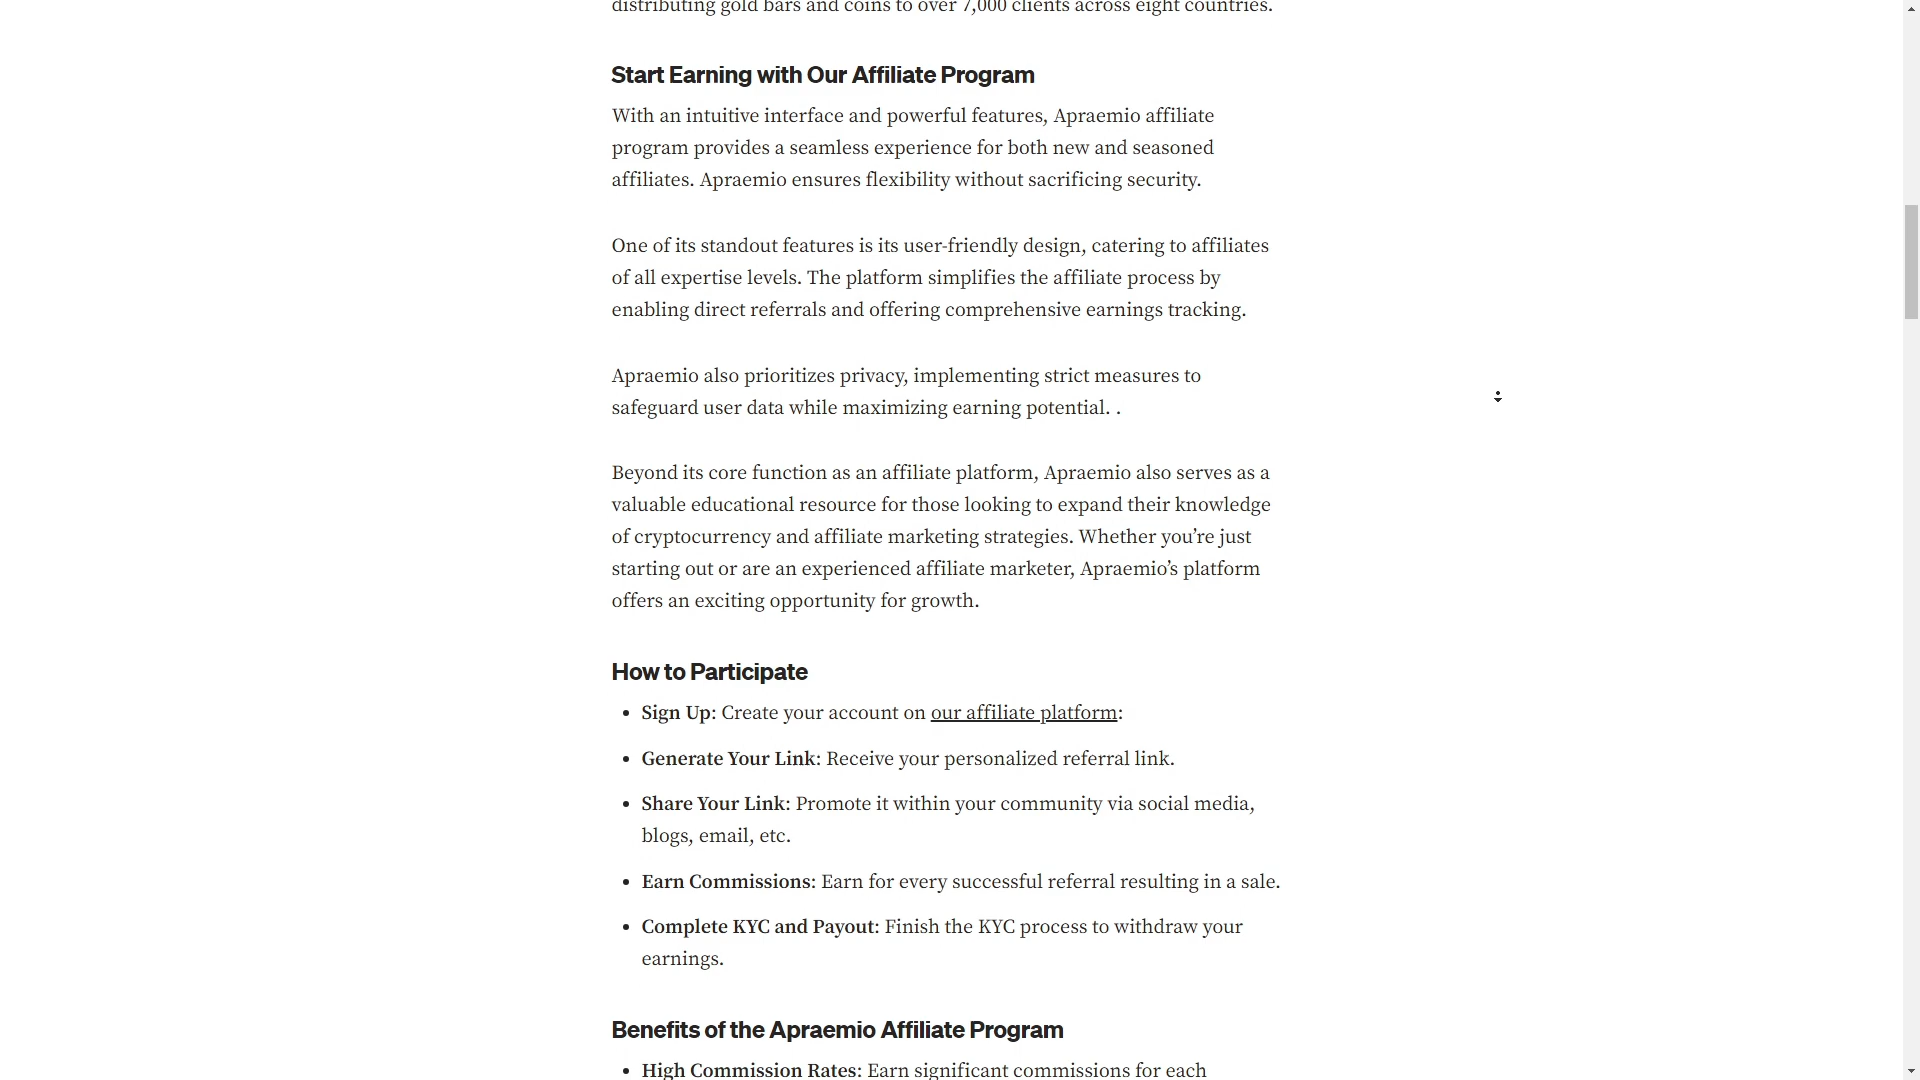 distributing gold bars and coins to over 7,000 clients across eight countries.
Start Earning with Our Affiliate Program
With an intuitive interface and powerful features, Apraemio affiliate
program provides a seamless experience for both new and seasoned
affiliates. Apraemio ensures flexibility without sacrificing security.
One of its standout features is its user-friendly design, catering to affiliates
of all expertise levels. The platform simplifies the affiliate process by
enabling direct referrals and offering comprehensive earnings tracking.
Apraemio also prioritizes privacy, implementing strict measures to
safeguard user data while maximizing earning potential. .
Beyond its core function as an affiliate platform, Apraemio also serves as a
valuable educational resource for those looking to expand their knowledge
of cryptocurrency and affiliate marketing strategies. Whether you’re just
starting out or are an experienced affiliate marketer, Apraemio’s platform
offers an exciting opportunity for growth.
How to Participate
• Sign Up: Create your account on our affiliate platform:
• Generate Your Link: Receive your personalized referral link.
• Share Your Link: Promote it within your community via social media,
blogs, email, etc.
• Earn Commissions: Earn for every successful referral resulting in a sale.
• Complete KYC and Payout: Finish the KYC process to withdraw your
earnings.
Benefits of the Apraemio Affiliate Program
• High Commission Rates: Earn significant commissions for each